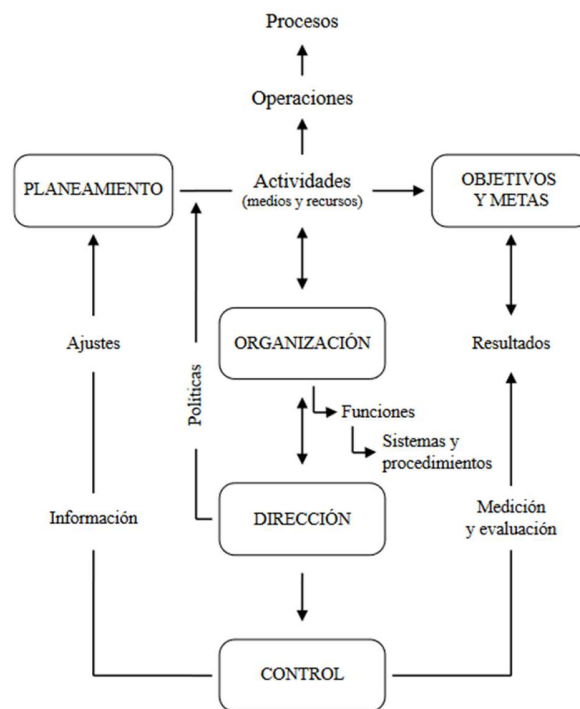 Procesos
Operaciones
PLANEAMIENTO
Actividades
(medios y recursos)
OBJETIVOS
Y METAS
Ajustes
Políticas
ORGANIZACIÓN
Resultados
Funciones
Sistemas y
procedimientos
Información
DIRECCIÓN
Medición
y evaluación
CONTROL